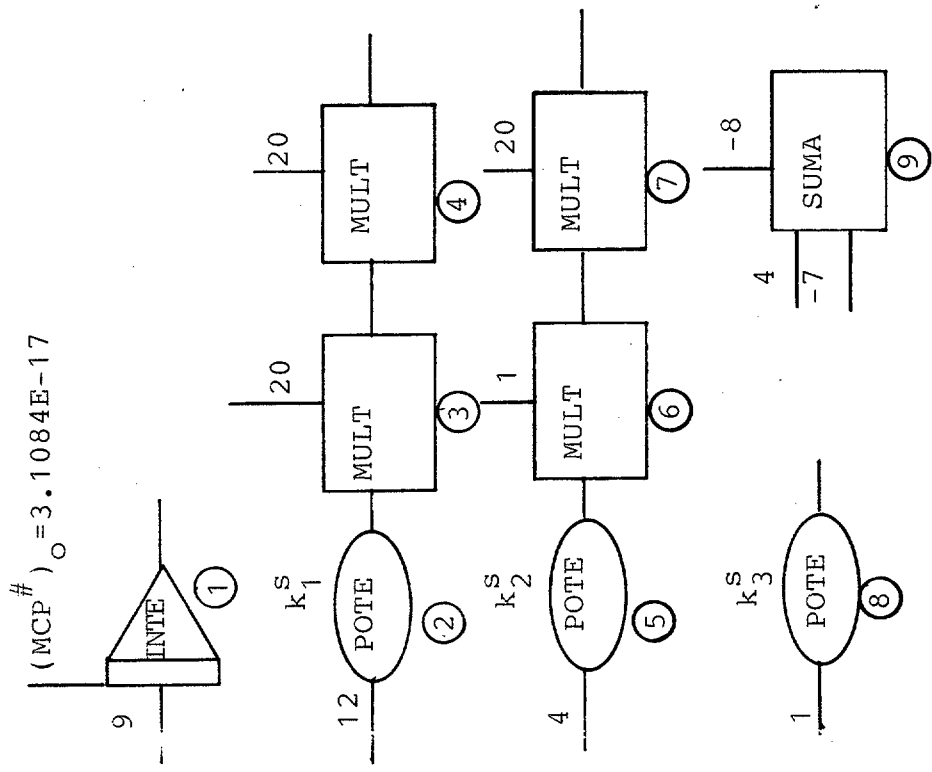 (MCP#)o=3.1084E-17
9
INTE
1
k₁ˢ
20
20
12
POTE
MULT
MULT
2
3
4
k₂ˢ
1
20
4
POTE
MULT
MULT
5
6
7
k₃ˢ
-8
1
POTE
4
-7
SUMA
8
9